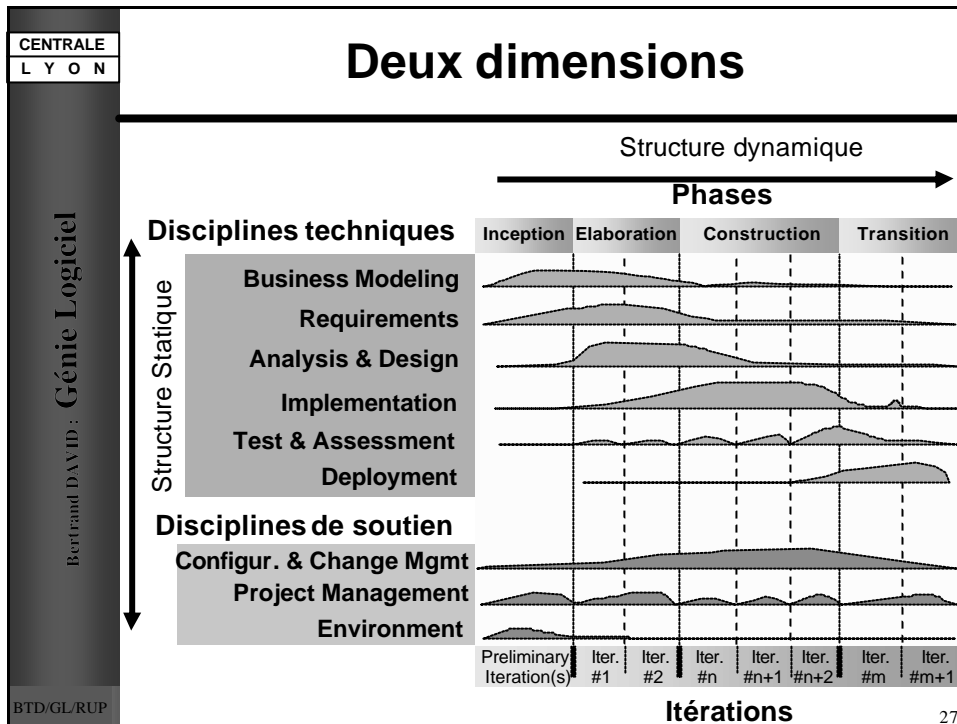 CENTRALE
L Y O N
Deux dimensions
Structure dynamique
Phases
Disciplines techniques
Inception
Elaboration
Construction
Transition
Structure Statique
Business Modeling
Requirements
Analysis & Design
Implementation
Test & Assessment
Deployment
Disciplines de soutien
Configur. & Change Mgmt
Project Management
Environment
Preliminary
Iteration(s)
Iter.
#1
Iter.
#2
Iter.
#n
Iter.
#n+1
Iter.
#n+2
Iter.
#m
Iter.
#m+1
Itérations
Bertrand DAVID : Génie Logiciel
BTD/GL/RUP
27